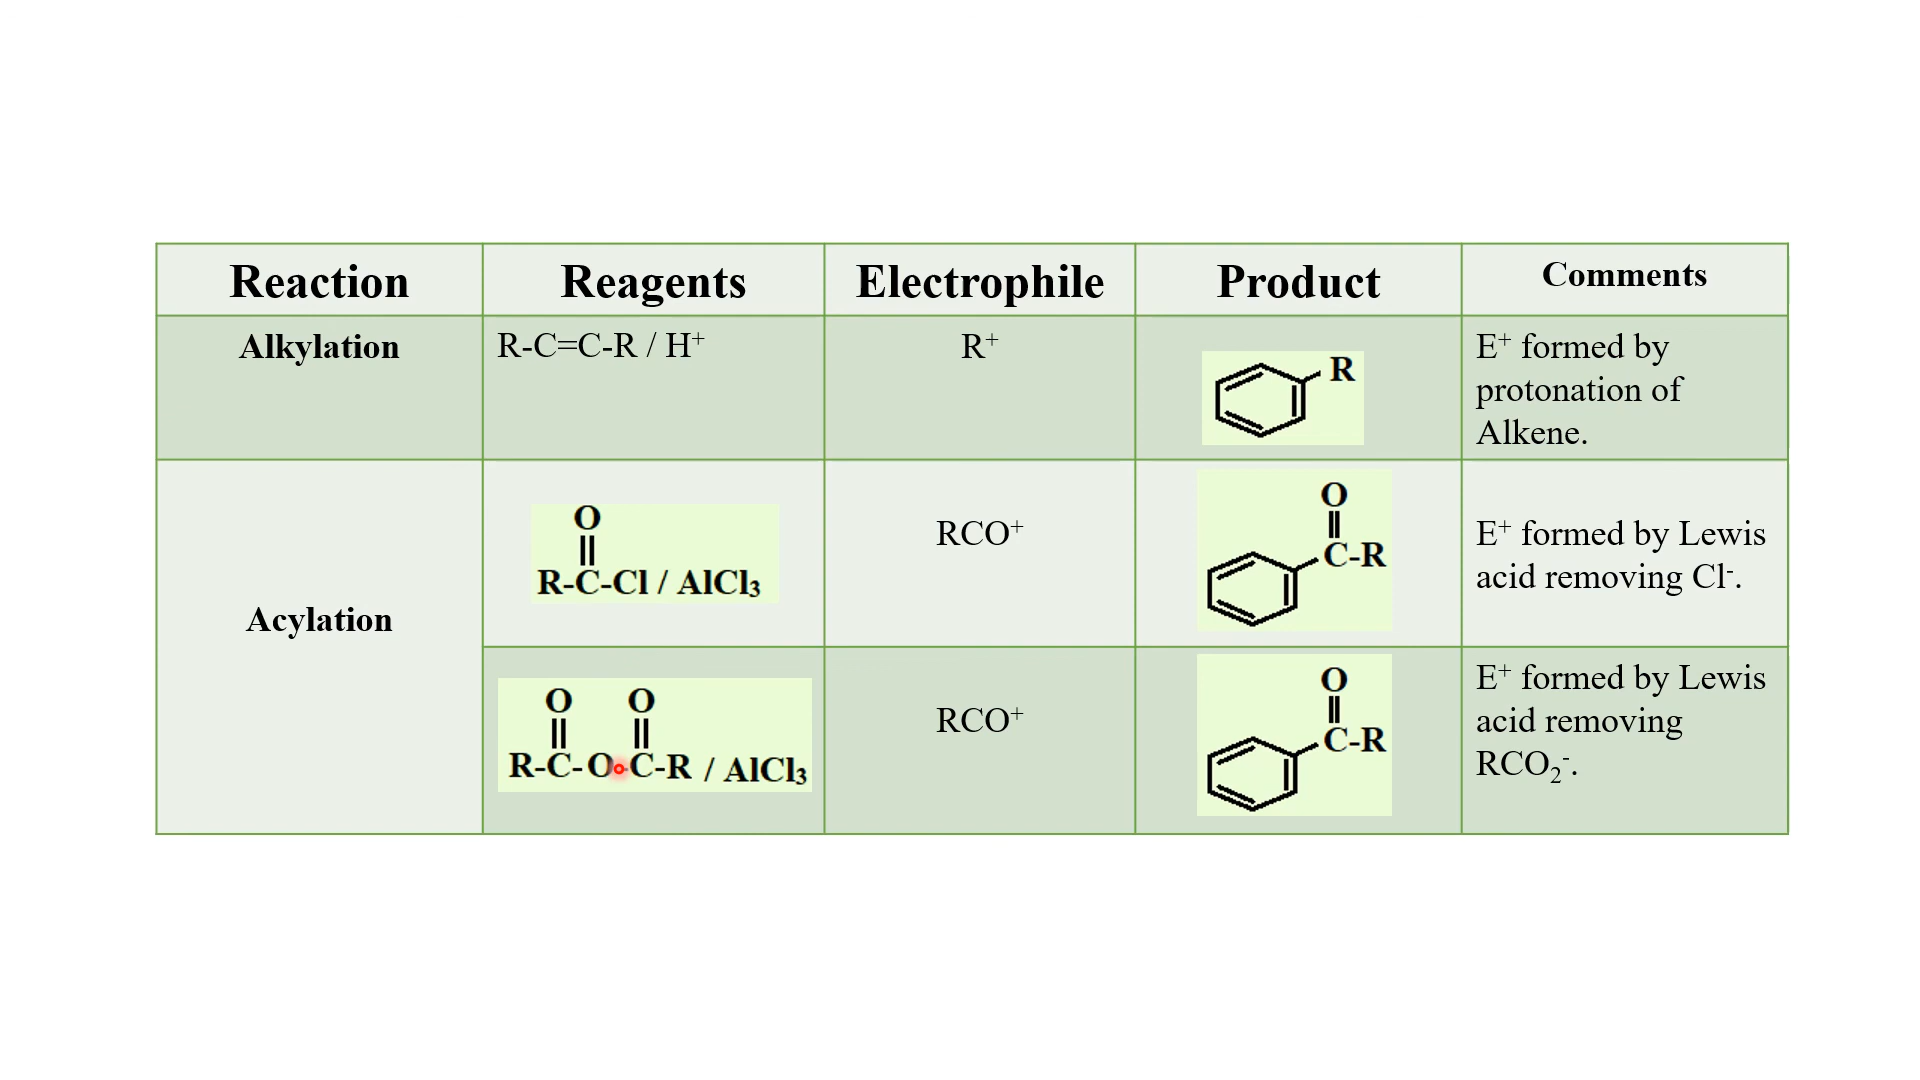 Reaction Reagents Electrophile Product Comments
Alkylation R-C=C-R / H⁺ R⁺ R E⁺ formed by
protonation of
Alkene.
Acylation
O
||
R-C-Cl / AlCl₃
RCO⁺
O
||
C-R
E⁺ formed by Lewis
acid removing Cl⁻.
O O
|| ||
R-C-O-C-R / AlCl₃
RCO⁺
O
||
C-R
E⁺ formed by Lewis
acid removing
RCO₂⁻.